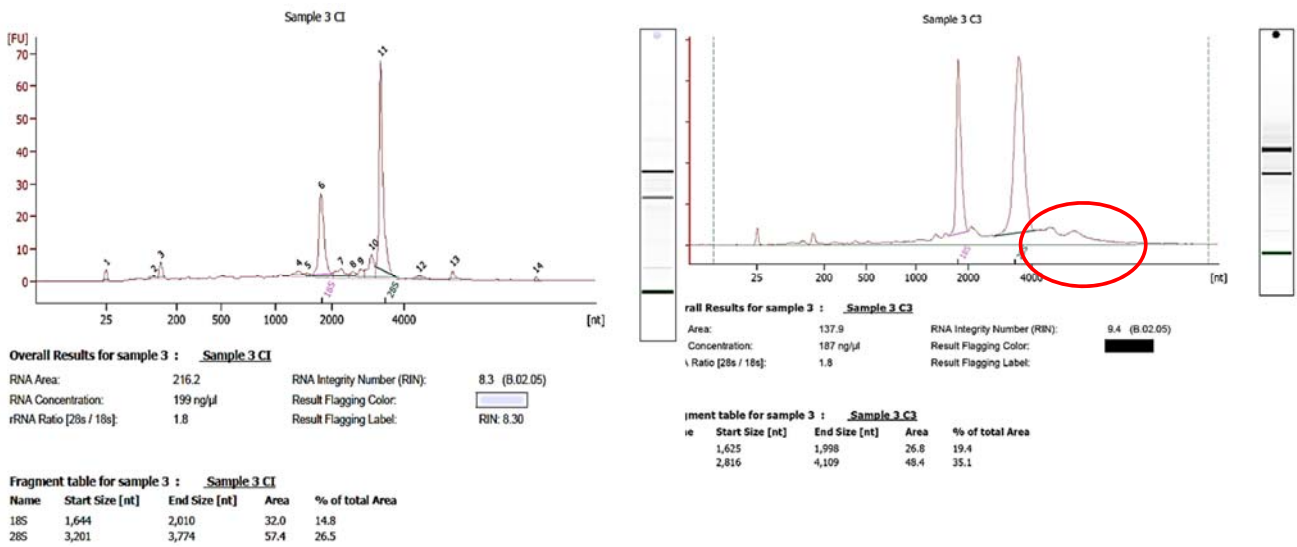 Sample 3 CI
[FU]
70
60
50
40
30
20
10
0
1
2
3
4
5
6
7
8
9
10
11
12
13
14
18S
28S
25 200 500 1000 2000 4000 [nt]
Overall Results for sample 3 : Sample 3 CI
RNA Area: 216.2 RNA Integrity Number (RIN): 8.3 (B.02.05)
RNA Concentration: 199 ng/µl Result Flagging Color:
rRNA Ratio [28s / 18s]: 1.8 Result Flagging Label: RIN: 8.30
Fragment table for sample 3 : Sample 3 CI
Name Start Size [nt] End Size [nt] Area % of total Area
18S 1,644 2,010 32.0 14.8
28S 3,201 3,774 57.4 26.5
Sample 3 C3
18S
25 200 500 1000 2000 4000 [nt]
rall Results for sample 3 : Sample 3 C3
Area: 137.9 RNA Integrity Number (RIN): 9.4 (B.02.05)
Concentration: 187 ng/µl Result Flagging Color:
Ratio [28s / 18s]: 1.8 Result Flagging Label:
gment table for sample 3 : Sample 3 C3
Start Size [nt] End Size [nt] Area % of total Area
1,625 1,998 26.8 19.4
2,816 4,109 48.4 35.1